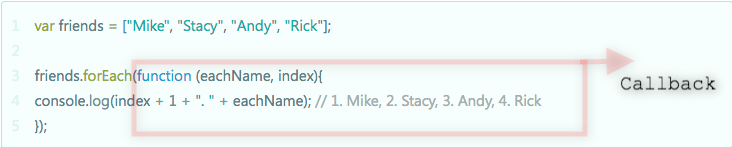 1 var friends = ["Mike", "Stacy", "Andy", "Rick"];
2
3 friends.forEach(function (eachName, index){
4 console.log(index + 1 + ". " + eachName); // 1. Mike, 2. Stacy, 3. Andy, 4. Rick
5 });
Callback